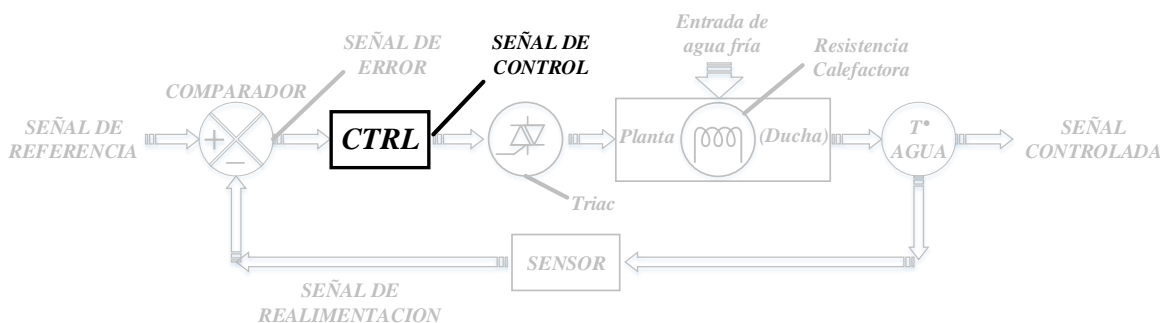 SEÑAL DE
ERROR
SEÑAL DE
CONTROL
Entrada de
agua fría
Resistencia
Calefactora
COMPARADOR
SEÑAL DE
REFERENCIA
+
−
CTRL
Planta
(Ducha)
T°
AGUA
SEÑAL
CONTROLADA
Triac
SENSOR
SEÑAL DE
REALIMENTACION